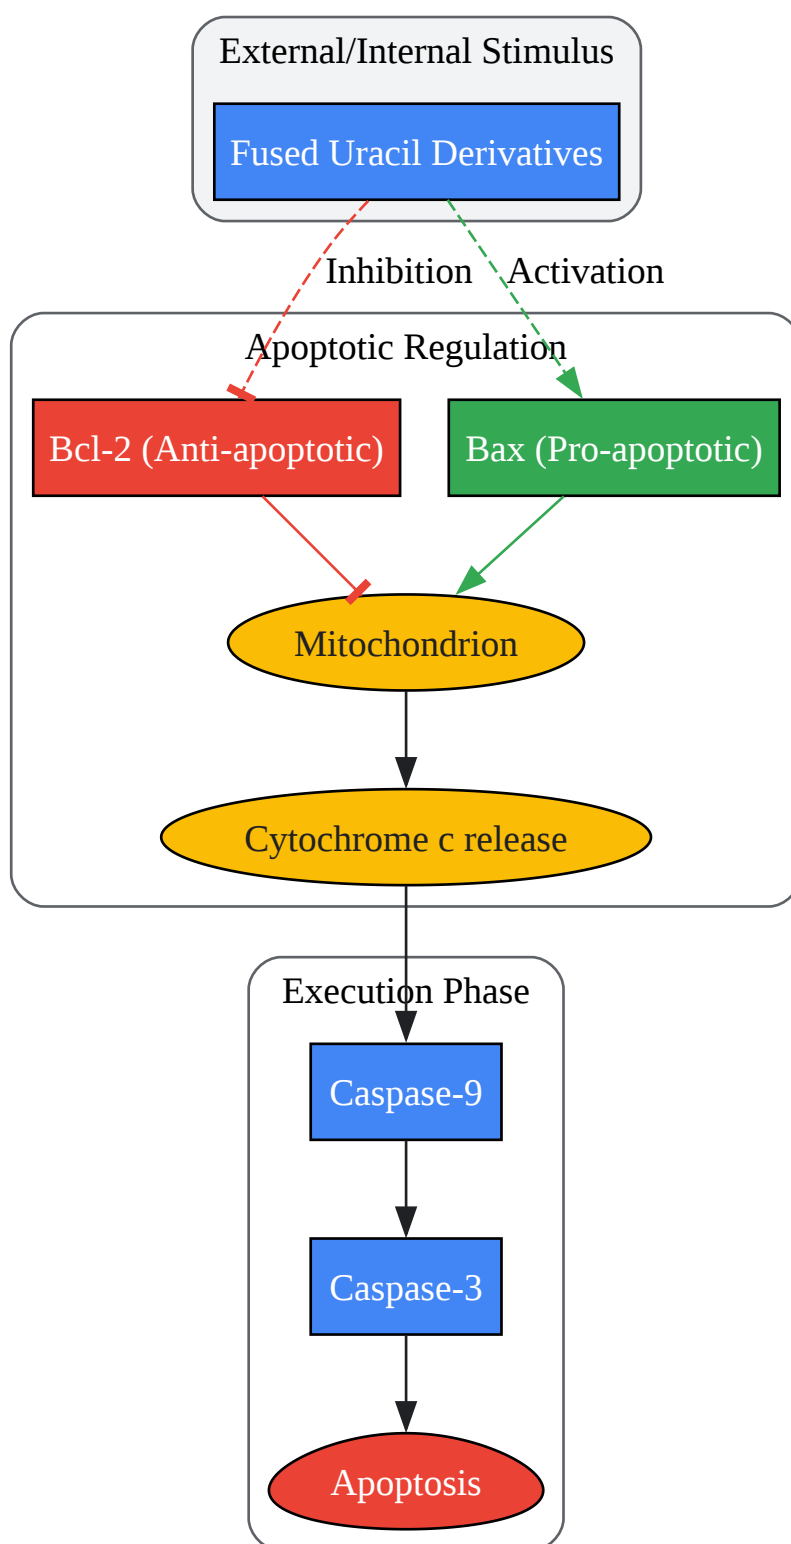 External/Internal Stimulus
Fused Uracil Derivatives
Inhibition
Activation
Apoptotic Regulation
Bcl-2 (Anti-apoptotic)
Bax (Pro-apoptotic)
Mitochondrion
Cytochrome c release
Execution Phase
Caspase-9
Caspase-3
Apoptosis